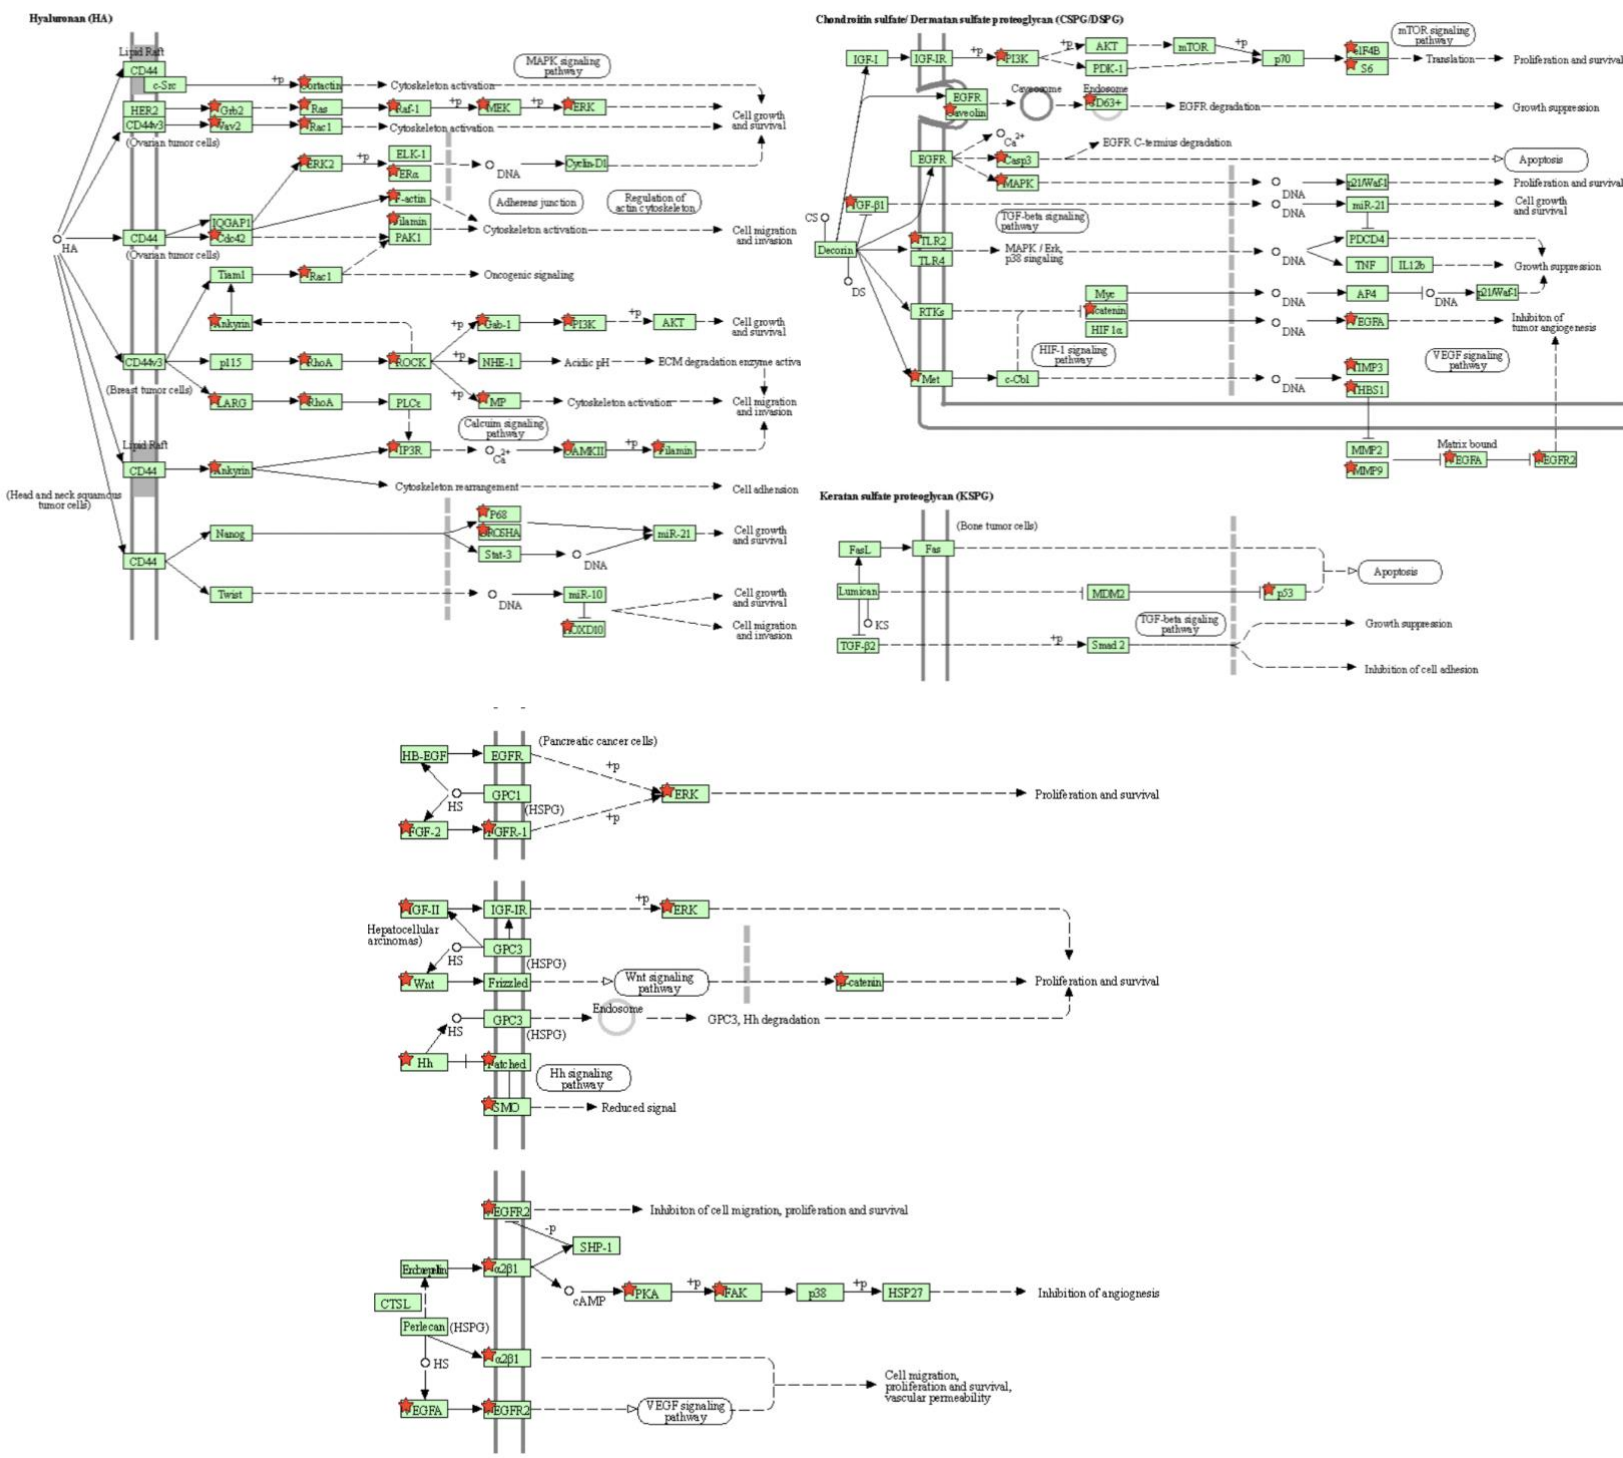 Hyaluronan (HA)
Lipid Raft
CD44
c-Src
+p
Cortactin
Cytoskeleton activation
MAPK signaling
pathway
HER2
Grb2
Ras
Raf-1
+p
MEK
+p
ERK
Cell growth
and survival
CD44v3
Vav2
Rac1
Cytoskeleton activation
(Ovarian tumor cells)
ERK2
+p
ELK-1
ERα
DNA
Cyclin-D1
F-actin
Adherens junction
Regulation of
actin cytoskeleton
HA
CD44
IQGAP1
Cdc42
Filamin
PAK1
Cytoskeleton activation
Cell migration
and invasion
(Ovarian tumor cells)
Tiam1
Rac1
Oncogenic signaling
Ankyrin
+p
Gab-1
PI3K
+p
AKT
Cell growth
and survival
CD44v3
p115
RhoA
ROCK
+p
NHE-1
Acidic pH
ECM degradation enzyme activa
(Breast tumor cells)
LARG
RhoA
PLCε
+p
MP
Cytoskeleton activation
Cell migration
and invasion
Calcuim signaling
pathway
Lipid Raft
CD44
Ankyrin
IP3R
Ca2+
CAMKII
+p
Filamin
Cytoskeleton rearrangement
Cell adhension
(Head and neck squamous
tumor cells)
Nanog
P68
DROSHA
Stat-3
DNA
miR-21
Cell growth
and survival
CD44
Twist
DNA
miR-10
HOXD10
Cell growth
and survival
Cell migration
and invasion
Chondroitin sulfate/ Dermatan sulfate proteoglycan (CSPG/DSPG)
IGF-I
IGF-IR
+p
PI3K
+p
AKT
PDK-1
mTOR
+p
p70
eIF4B
S6
mTOR signaling
pathway
Translation
Proliferation and survival
EGFR
Caveolin
Caveosome
Endosome
CD63+
EGFR degradation
Growth suppression
EGFR
Ca2+
Casp3
EGFR C-termius degradation
Apoptosis
MAPK
DNA
p21/Waf-1
Proliferation and survival
TGF-β1
DNA
miR-21
Cell growth
and survival
CS
Decorin
DS
TGF-beta signaling
pathway
TLR2
TLR4
MAPK / Erk,
p38 singaling
DNA
PDCD4
TNF
IL12b
Growth suppression
RTKs
Myc
DNA
AP4
DNA
p21/Waf-1
β-catenin
HIF1α
DNA
VEGFA
Inhibiton of
tumor angiogenesis
HIF-1 signaling
pathway
VEGF signaling
pathway
Met
c-Cbl
DNA
TIMP3
THBS1
MMP2
MMP9
Matrix bound
VEGFA
VEGFR2
Keratan sulfate proteoglycan (KSPG)
(Bone tumor cells)
FasL
Fas
Apoptosis
Lumican
MDM2
p53
KS
TGF-beta sigaling
pathway
TGF-β2
+p
Smad 2
Growth suppression
Inhibition of cell adhesion
HB-EGF
EGFR
(Pancreatic cancer cells)
+p
HS
GPC1
(HSPG)
ERK
Proliferation and survival
+p
FGF-2
FGFR-1
IGF-II
IGF-IR
+p
ERK
Hepatocellular
arcinomas)
HS
GPC3
(HSPG)
Wnt
Frizzled
Wnt signaling
pathway
β-catenin
Proliferation and survival
HS
GPC3
(HSPG)
Endosome
GPC3, Hh degradation
Hh
Patched
Hh signaling
pathway
SMO
Reduced signal
VEGFR2
Inhibiton of cell migration, proliferation and survival
-p
SHP-1
Endorepellin
α2β1
cAMP
PKA
+p
FAK
p38
+p
HSP27
Inhibition of angiognesis
CTSL
Perlecan
(HSPG)
HS
α2β1
VEGFA
VEGFR2
VEGF signaling
pathway
Cell migration,
proliferation and survival,
vascular permeability